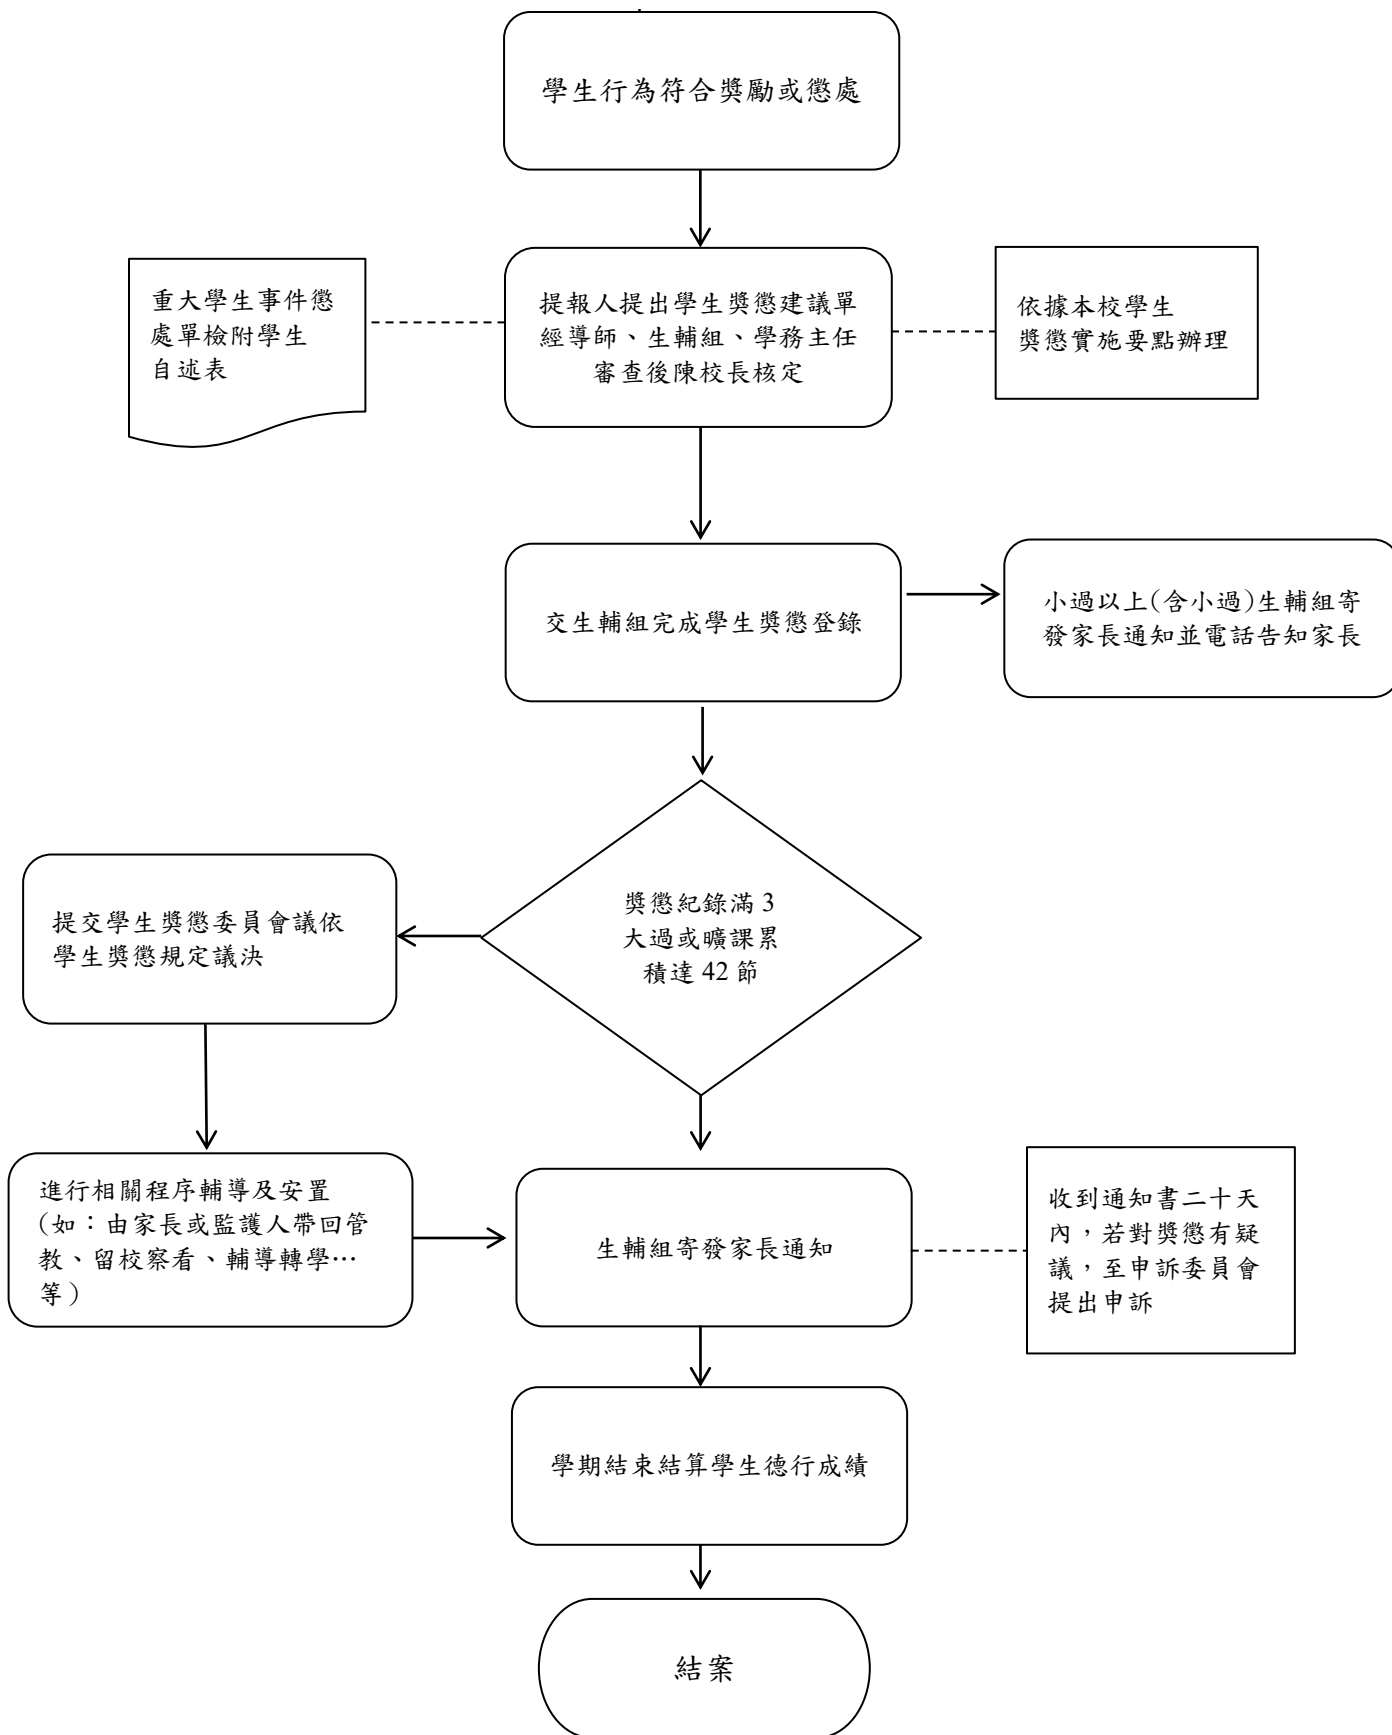 學生行為符合獎勵或懲處
重大學生事件懲
處單檢附學生
自述表
提報人提出學生獎懲建議單
經導師、生輔組、學務主任
審查後陳校長核定
依據本校學生
獎懲實施要點辦理
交生輔組完成學生獎懲登錄
小過以上(含小過)生輔組寄
發家長通知並電話告知家長
獎懲紀錄滿 3
大過或曠課累
積達 42 節
提交學生獎懲委員會議依
學生獎懲規定議決
進行相關程序輔導及安置
(如：由家長或監護人帶回管
教、留校察看、輔導轉學…
等）
生輔組寄發家長通知
收到通知書二十天
內，若對獎懲有疑
議，至申訴委員會
提出申訴
學期結束結算學生德行成績
結案